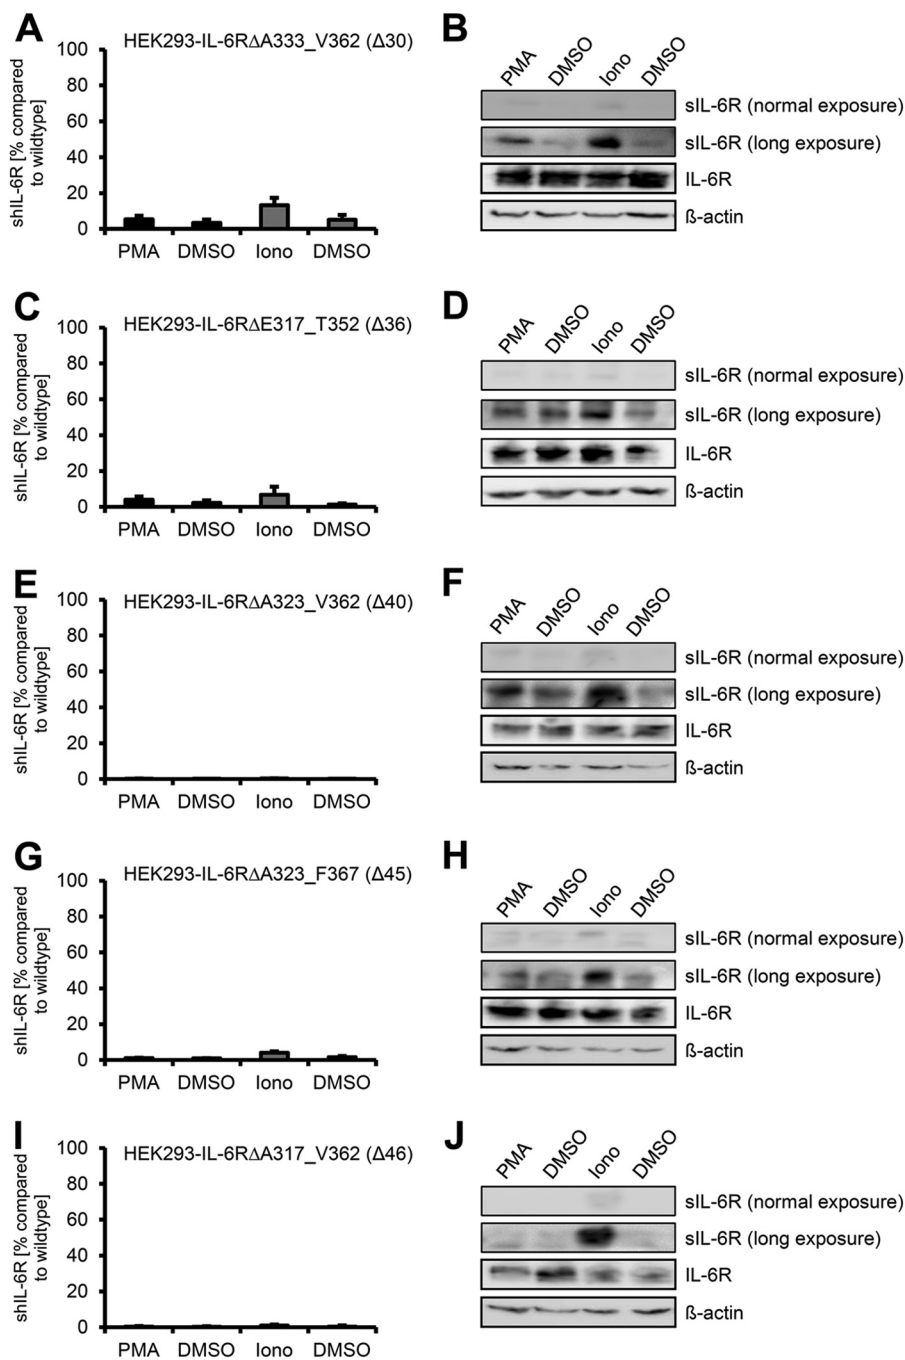 A
HEK293-IL-6RΔA333_V362 (Δ30)
shIL-6R [% compared
to wildtype]
100
80
60
40
20
0
PMA DMSO Iono DMSO
B
PMA DMSO Iono DMSO
sIL-6R (normal exposure)
sIL-6R (long exposure)
IL-6R
ß-actin
C
HEK293-IL-6RΔE317_T352 (Δ36)
shIL-6R [% compared
to wildtype]
100
80
60
40
20
0
PMA DMSO Iono DMSO
D
PMA DMSO Iono DMSO
sIL-6R (normal exposure)
sIL-6R (long exposure)
IL-6R
ß-actin
E
HEK293-IL-6RΔA323_V362 (Δ40)
shIL-6R [% compared
to wildtype]
100
80
60
40
20
0
PMA DMSO Iono DMSO
F
PMA DMSO Iono DMSO
sIL-6R (normal exposure)
sIL-6R (long exposure)
IL-6R
ß-actin
G
HEK293-IL-6RΔA323_F367 (Δ45)
shIL-6R [% compared
to wildtype]
100
80
60
40
20
0
PMA DMSO Iono DMSO
H
PMA DMSO Iono DMSO
sIL-6R (normal exposure)
sIL-6R (long exposure)
IL-6R
ß-actin
I
HEK293-IL-6RΔA317_V362 (Δ46)
shIL-6R [% compared
to wildtype]
100
80
60
40
20
0
PMA DMSO Iono DMSO
J
PMA DMSO Iono DMSO
sIL-6R (normal exposure)
sIL-6R (long exposure)
IL-6R
ß-actin